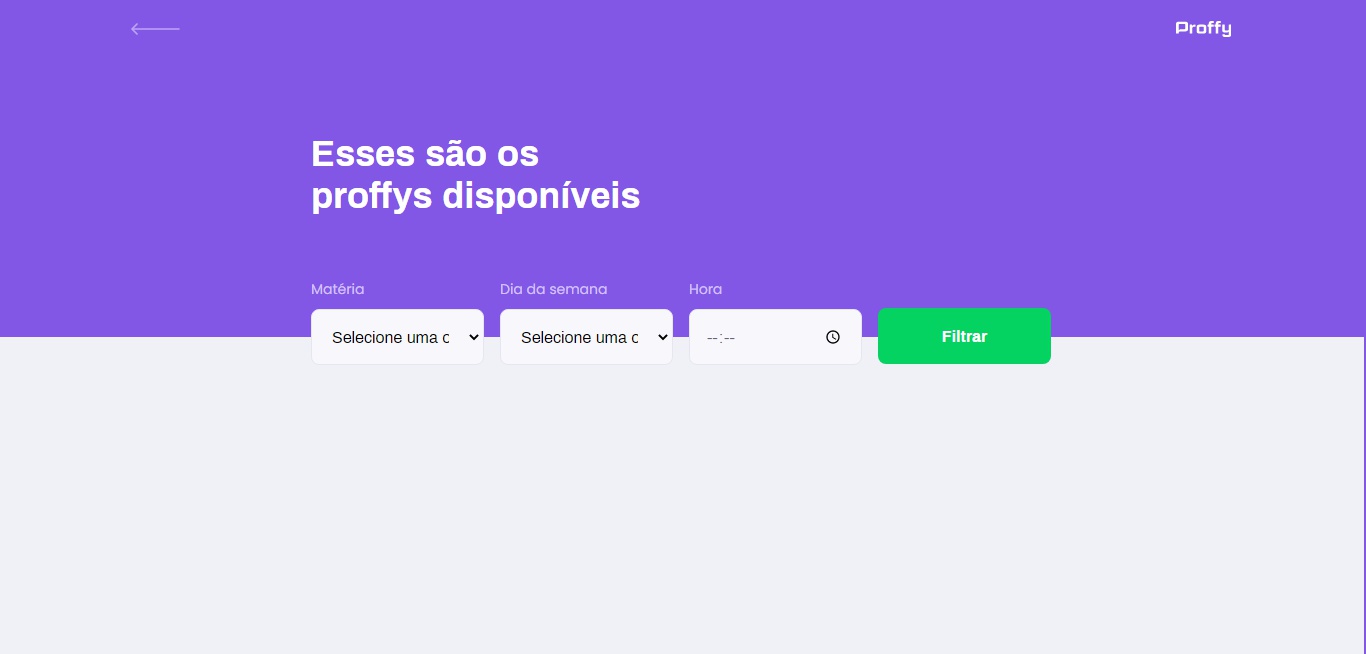 Proffy
Esses são os
proffys disponíveis
Matéria
Dia da semana
Hora
Selecione uma o
Selecione uma o
--:--
Filtrar